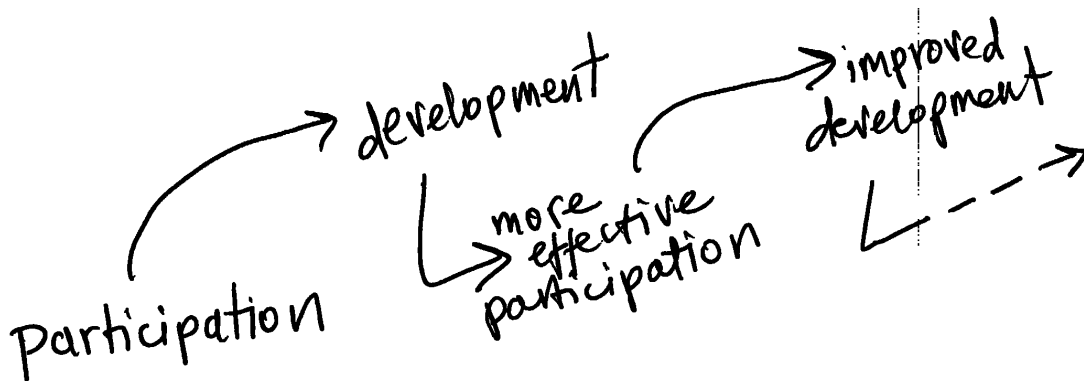 participation
development
more
effective
participation
improved
development